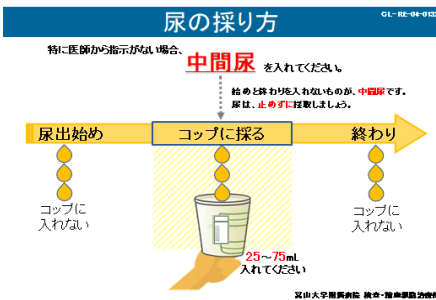 尿の採り方
GL-RE-04-013
特に医師から指示がない場合、
中間尿 を入れてください。
始めと終わりを入れないものが、中間尿です。
尿は、止めずに採取しましょう。
尿出始め
コップに採る
終わり
コップに
入れない
コップに
入れない
25～75mL
入れてください